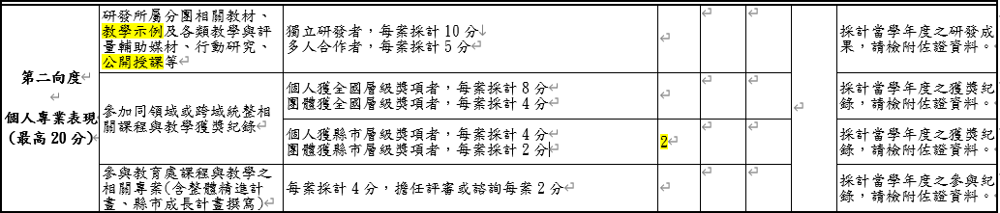 第二向度
個人專業表現
(最高20分)
研發所屬分團相關教材、
教學示例及各類教學與評
量輔助媒材、行動研究、
公開授課等
獨立研發者，每案採計10分
多人合作者，每案採計5分
採計當學年度之研發成
果，請檢附佐證資料。
參加同領域或跨域統整相
關課程與教學獲獎紀錄
個人獲全國層級獎項者，每案採計8分
團體獲全國層級獎項者，每案採計4分
採計當學年度之獲獎紀
錄，請檢附佐證資料。
個人獲縣市層級獎項者，每案採計4分
團體獲縣市層級獎項者，每案採計2分
2
採計當學年度之獲獎紀
錄，請檢附佐證資料。
參與教育處課程與教學之
相關專案(含整體精進計
畫、縣市成長計畫撰寫)
每案採計4分，擔任評審或諮詢每案2分
採計當學年度之參與紀
錄，請檢附佐證資料。